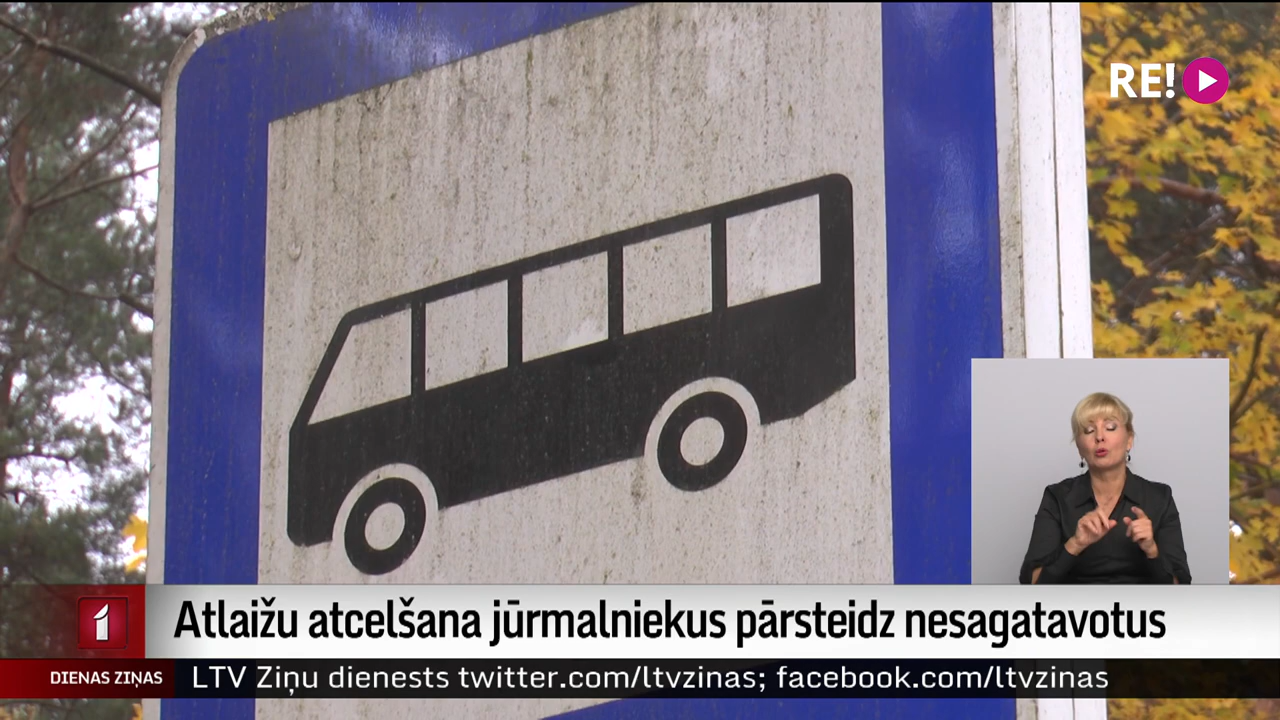 RE!
1 Atlaižu atcelšana jūrmalniekus pārsteidz nesagatavotus
DIENAS ZIŅAS LTV Ziņu dienests twitter.com/ltvzinas; facebook.com/ltvzinas